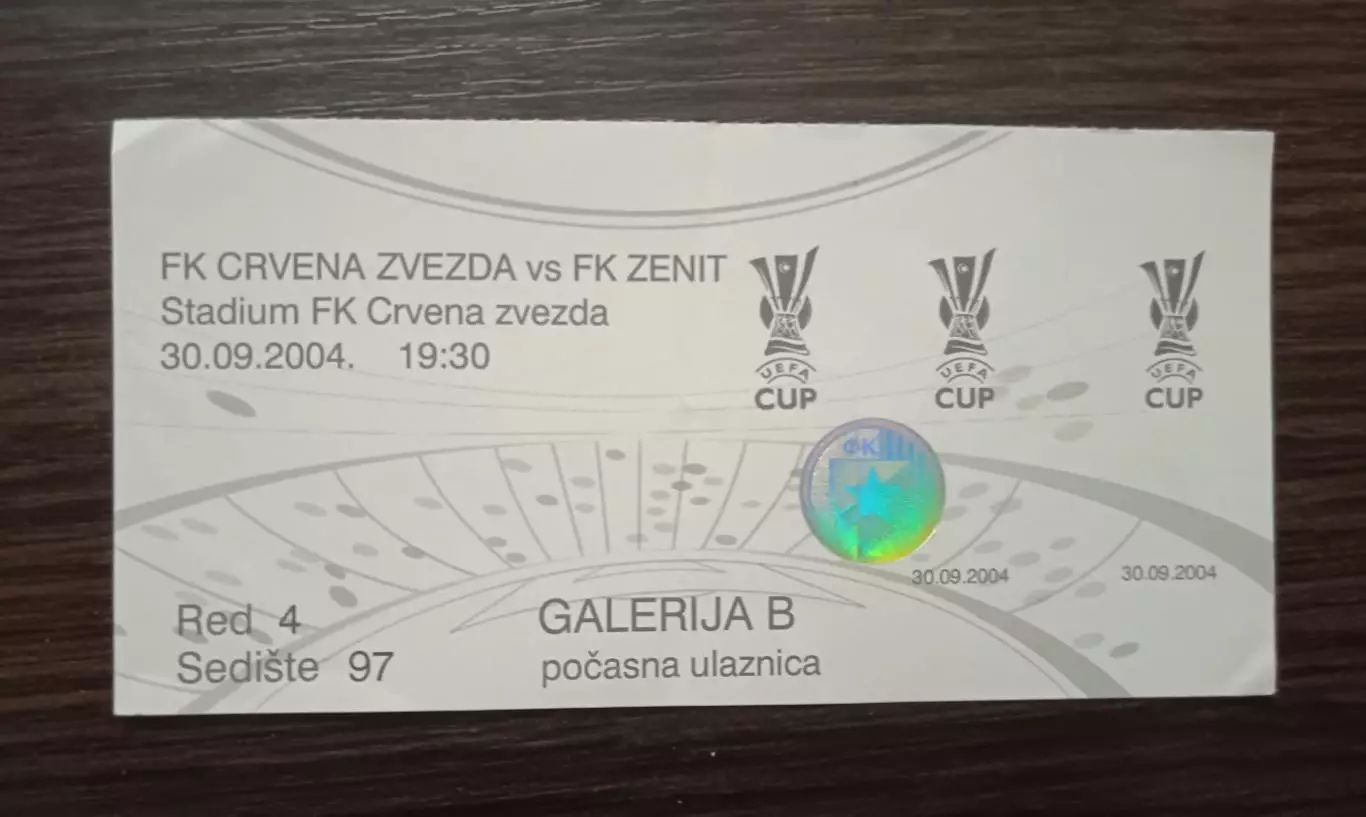 FK CRVENA ZVEZDA vs FK ZENIT
Stadium FK Crvena zvezda
30.09.2004. 19:30
UEFA
CUP
UEFA
CUP
UEFA
CUP
ФК
30.09.2004
30.09.2004
Red 4
Sedište 97
GALERIJA B
počasna ulaznica